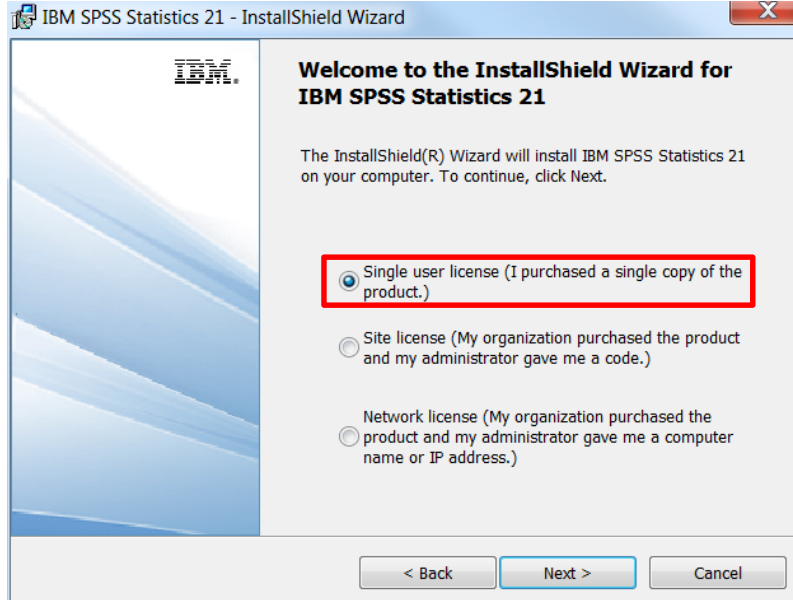 IBM SPSS Statistics 21 - InstallShield Wizard
IBM.
Welcome to the InstallShield Wizard for
IBM SPSS Statistics 21
The InstallShield(R) Wizard will install IBM SPSS Statistics 21
on your computer. To continue, click Next.
Single user license (I purchased a single copy of the
product.)
Site license (My organization purchased the product
and my administrator gave me a code.)
Network license (My organization purchased the
product and my administrator gave me a computer
name or IP address.)
< Back Next > Cancel